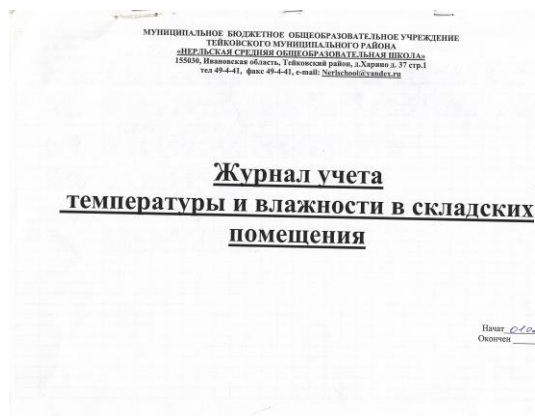 МУНИЦИПАЛЬНОЕ БЮДЖЕТНОЕ ОБЩЕОБРАЗОВАТЕЛЬНОЕ УЧРЕЖДЕНИЕ
ТЕЙКОВСКОГО МУНИЦИПАЛЬНОГО РАЙОНА
«НЕРЛЬСКАЯ СРЕДНЯЯ ОБЩЕОБРАЗОВАТЕЛЬНАЯ ШКОЛА»
155030, Ивановская область, Тейковский район, д.Харино д. 37 стр.1
тел 49-4-41, факс 49-4-41, e-mail: Nerlschool@yandex.ru
Журнал учета
температуры и влажности в складских
помещения
Начат
Окончен